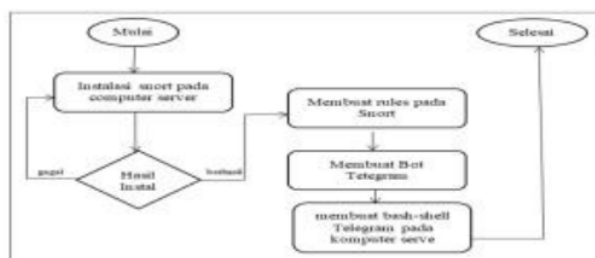 Mulai
Instalasi snort pada
computer server
gagal
Hasil
Instal
berhasil
Membuat rules pada
Snort
Membuat Bot
Tetegram
membuat bash-shell
Telegram pada
komputer serve
Selesai